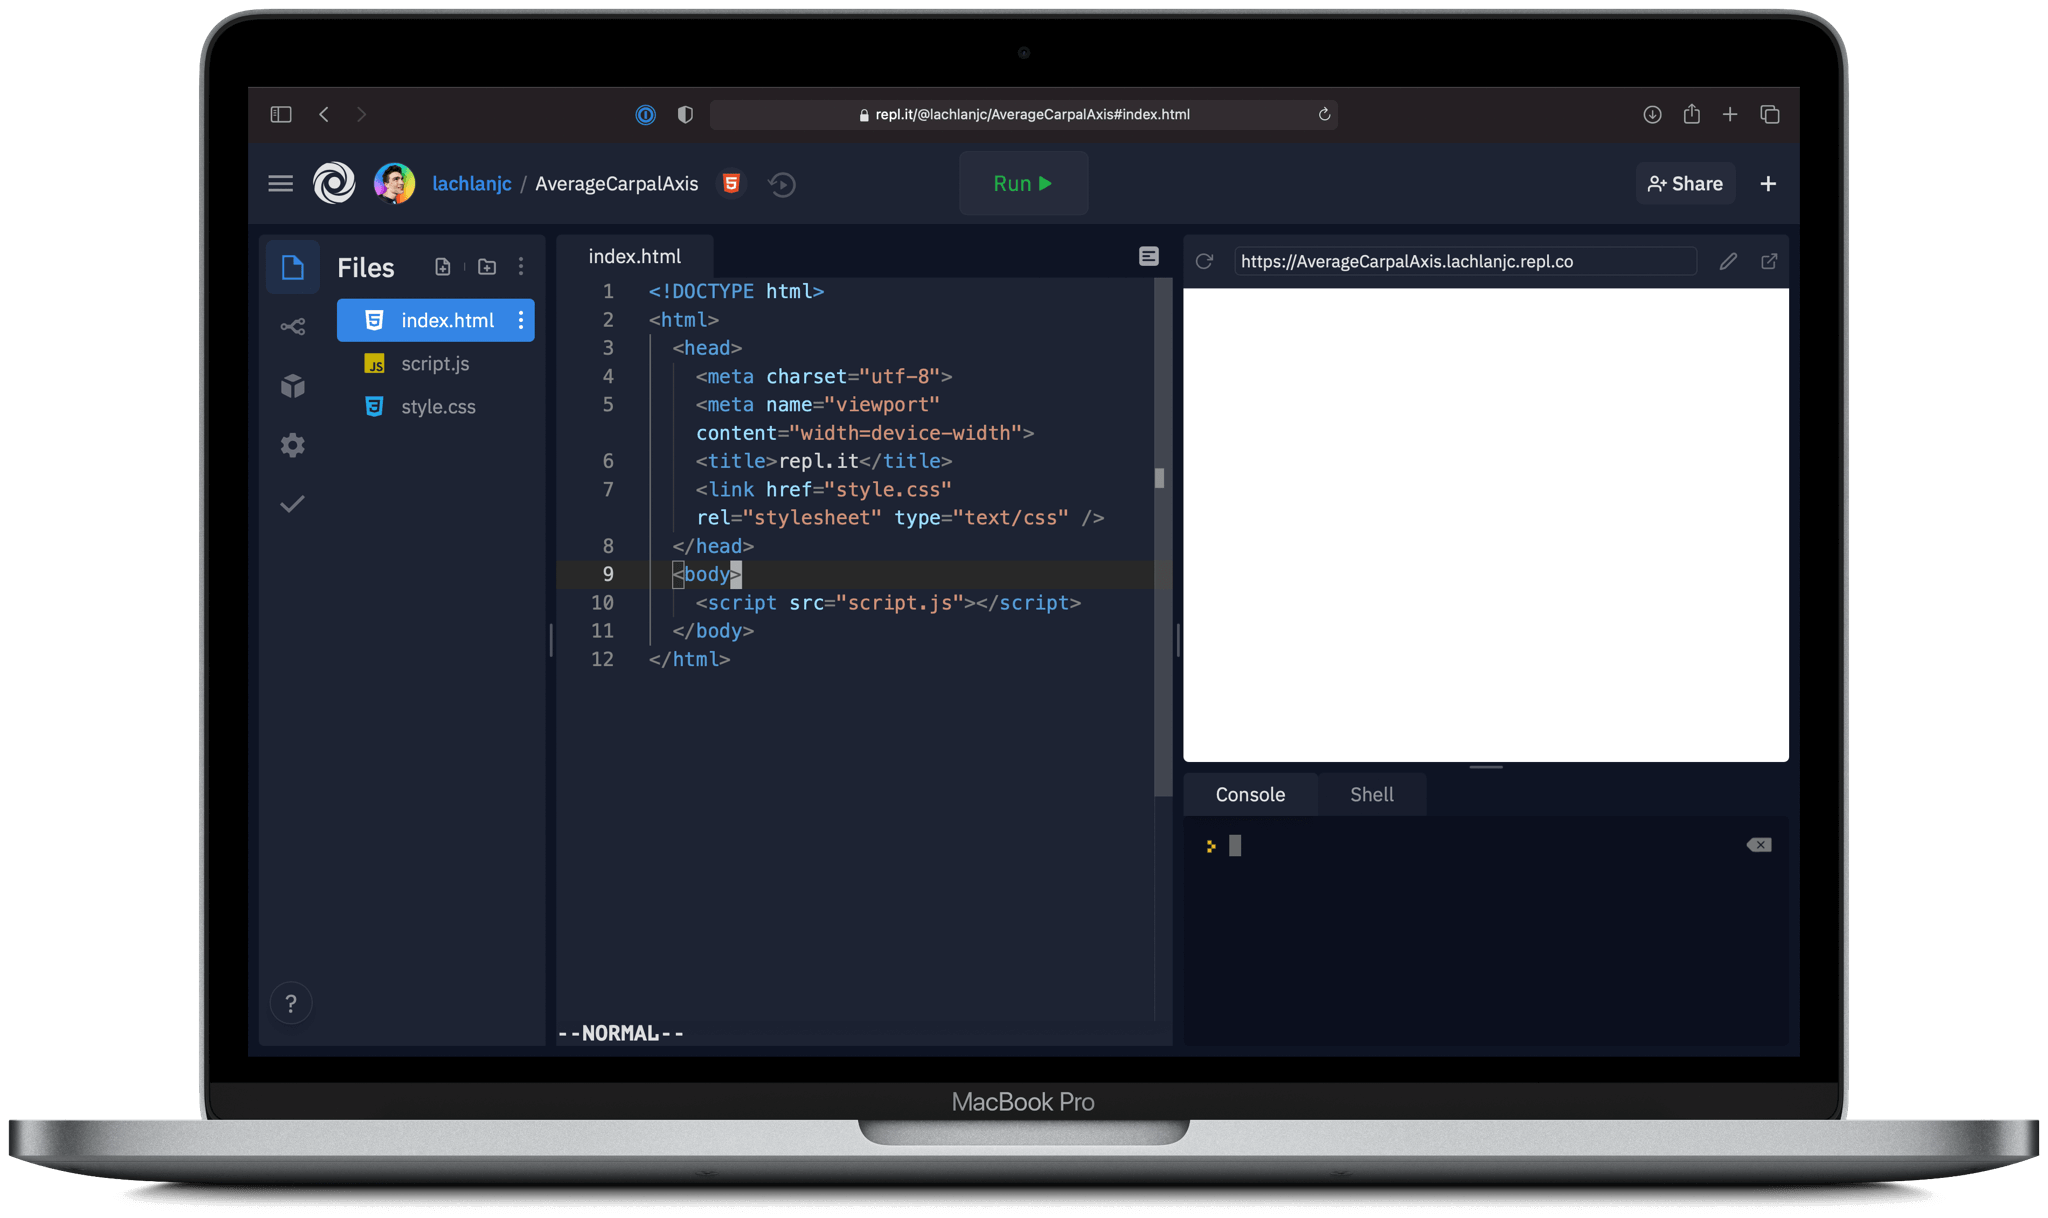 repl.it/@lachlanjc/AverageCarpalAxis#index.html
lachlanjc / AverageCarpalAxis
Run
Share
Files
index.html
script.js
JS
style.css
?
index.html
1 <!DOCTYPE html>
2 <html>
3 <head>
4 <meta charset="utf-8">
5 <meta name="viewport"
content="width=device-width">
6 <title>repl.it</title>
7 <link href="style.css"
rel="stylesheet" type="text/css" />
8 </head>
9 <body>
10 <script src="script.js"></script>
11 </body>
12 </html>
--NORMAL--
https://AverageCarpalAxis.lachlanjc.repl.co
Console Shell
MacBook Pro